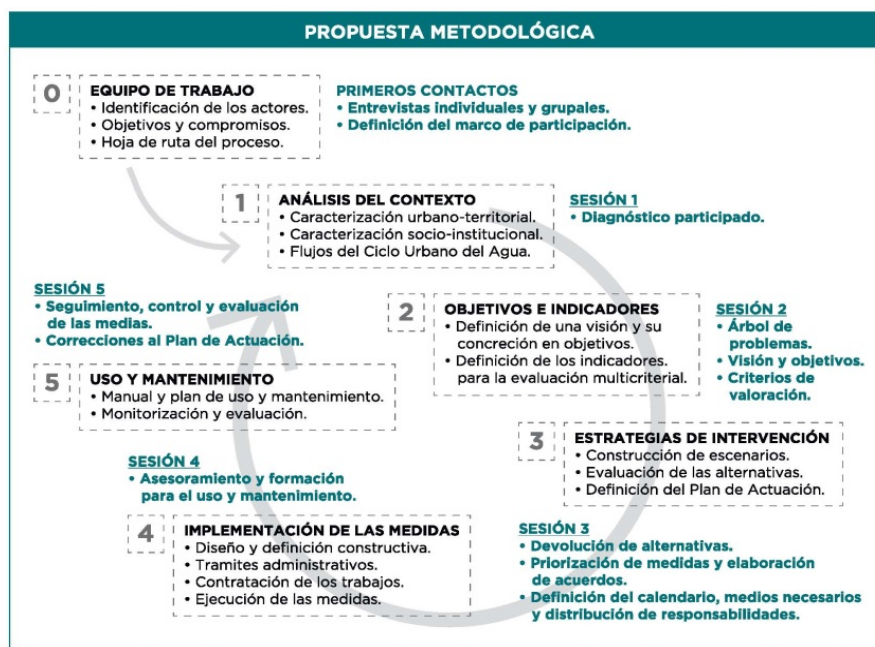 PROPUESTA METODOLÓGICA
0
EQUIPO DE TRABAJO
• Identificación de los actores.
• Objetivos y compromisos.
• Hoja de ruta del proceso.
PRIMEROS CONTACTOS
• Entrevistas individuales y grupales.
• Definición del marco de participación.
1
ANÁLISIS DEL CONTEXTO
• Caracterización urbano-territorial.
• Caracterización socio-institucional.
• Flujos del Ciclo Urbano del Agua.
SESIÓN 1
• Diagnóstico participado.
2
OBJETIVOS E INDICADORES
• Definición de una visión y su
concreción en objetivos.
• Definición de los indicadores.
para la evaluación multicriterial.
SESIÓN 2
• Árbol de
problemas.
• Visión y objetivos.
• Criterios de
valoración.
3
ESTRATEGIAS DE INTERVENCIÓN
• Construcción de escenarios.
• Evaluación de las alternativas.
• Definición del Plan de Actuación.
SESIÓN 3
• Devolución de alternativas.
• Priorización de medidas y elaboración
de acuerdos.
• Definición del calendario, medios necesarios
y distribución de responsabilidades.
SESIÓN 4
• Asesoramiento y formación
para el uso y mantenimiento.
4
IMPLEMENTACIÓN DE LAS MEDIDAS
• Diseño y definición constructiva.
• Tramites administrativos.
• Contratación de los trabajos.
• Ejecución de las medidas.
SESIÓN 5
• Seguimiento, control y evaluación
de las medias.
• Correcciones al Plan de Actuación.
5
USO Y MANTENIMIENTO
• Manual y plan de uso y mantenimiento.
• Monitorización y evaluación.